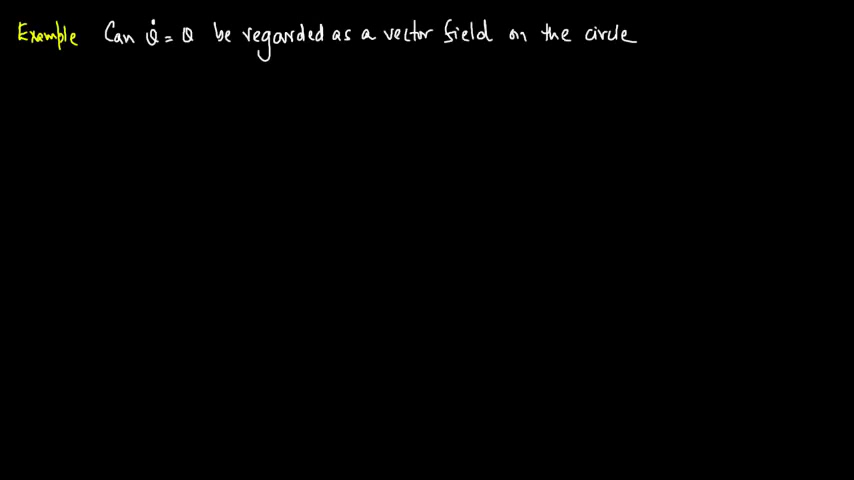 Example Can θ̇ = θ be regarded as a vector field on the circle